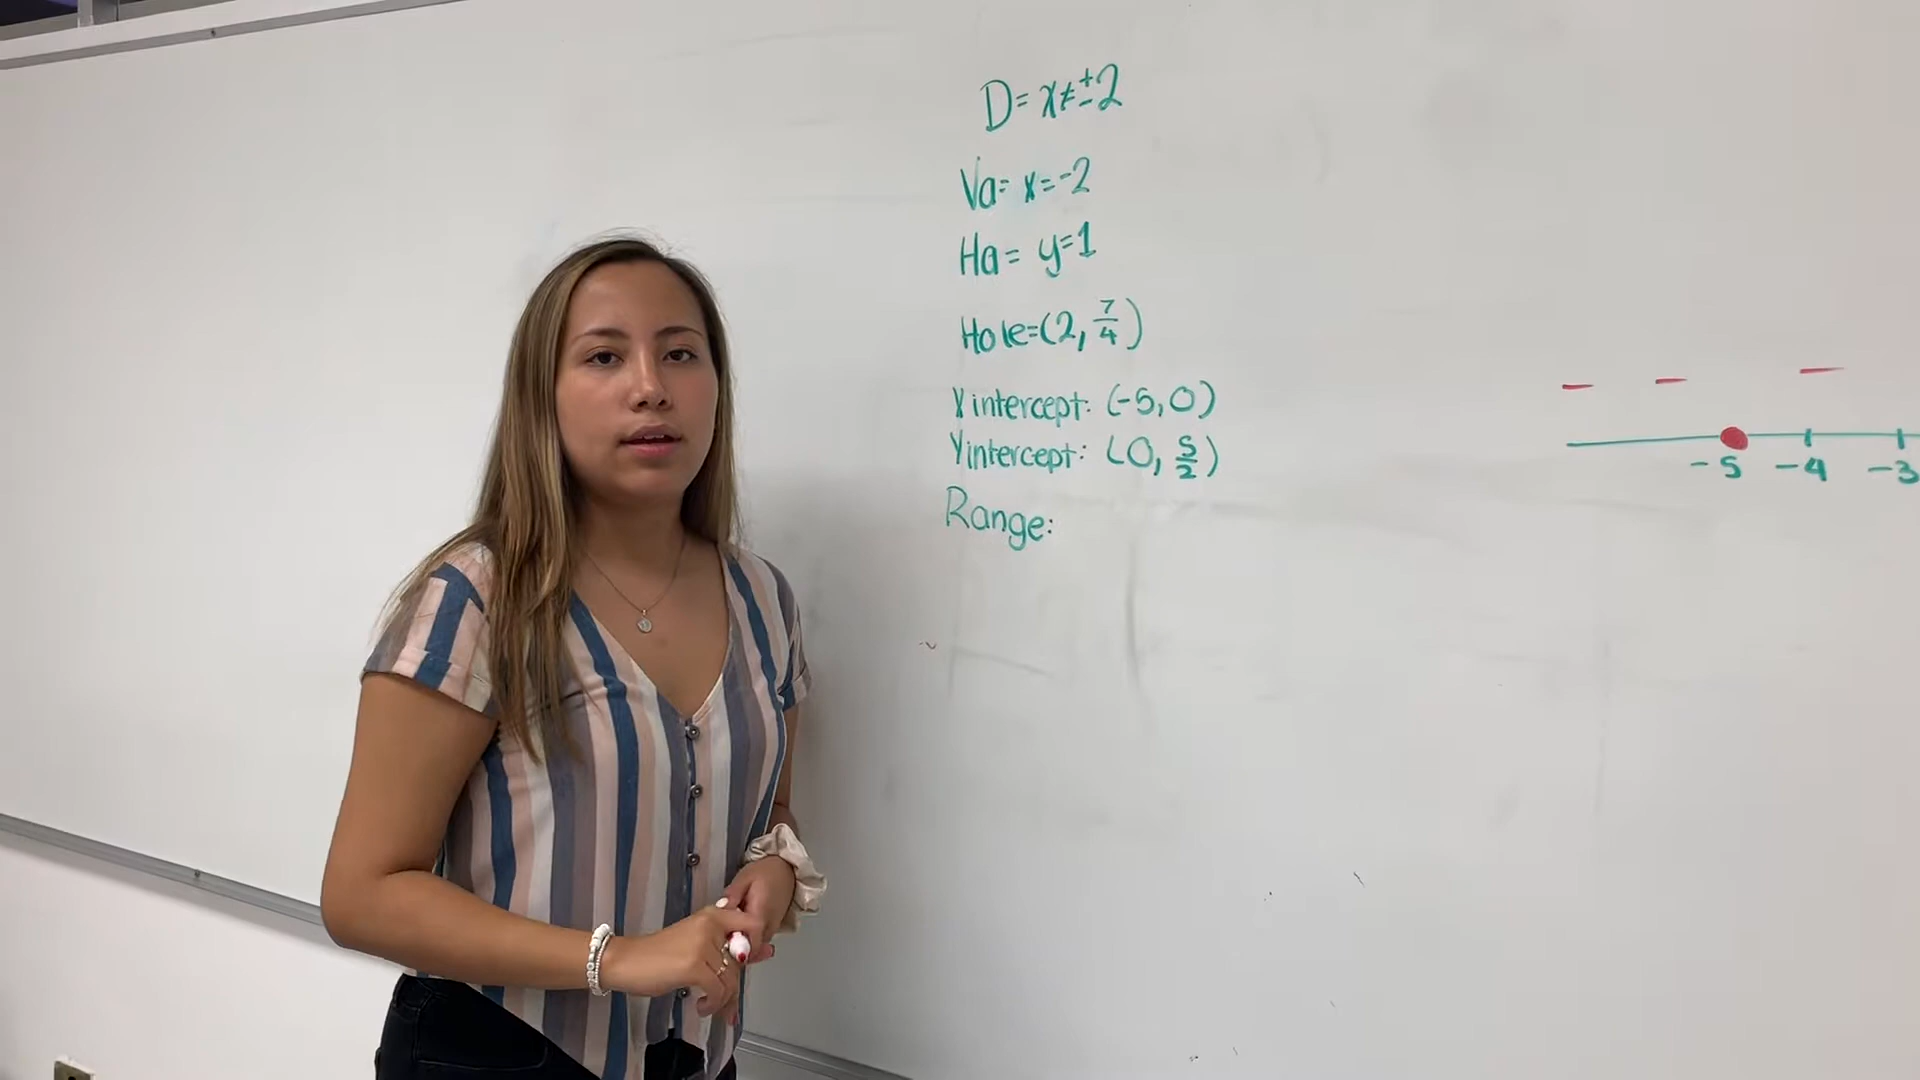 D= x≠±2
Va= x=-2
Ha= y=1
Hole=(2, 7/4)
X intercept: (-5,0)
Y intercept: (0, 5/2)
Range:
-5 -4 -3